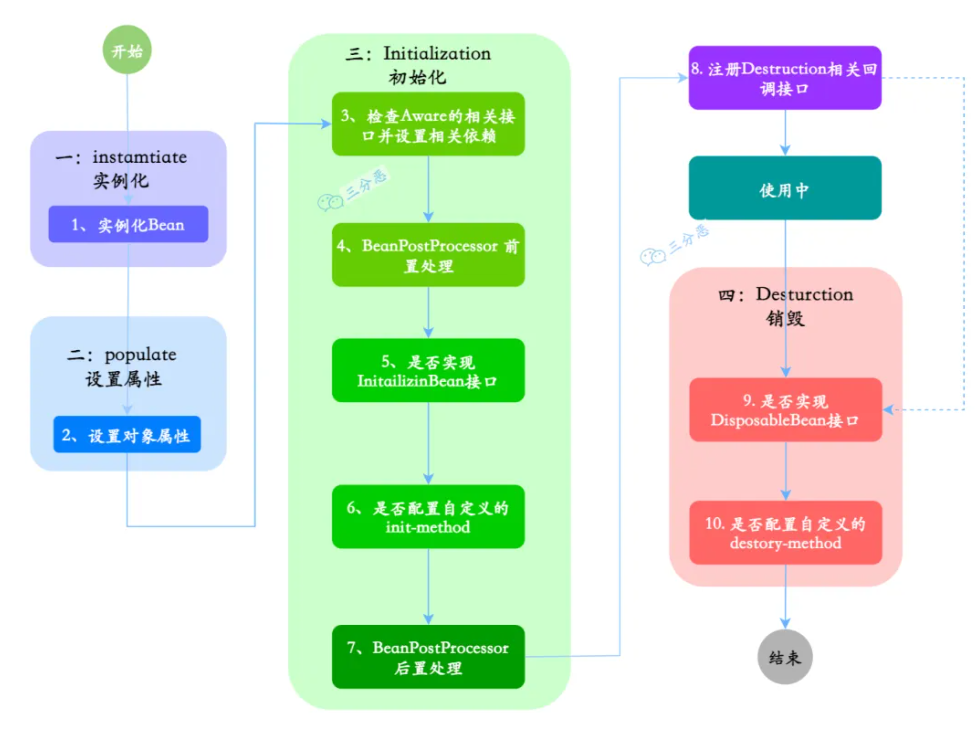 开始
一：instamtiate
实例化
1、实例化Bean
二：populate
设置属性
2、设置对象属性
三：Initialization
初始化
3、检查Aware的相关接
口并设置相关依赖
三分恶
4、BeanPostProcessor 前
置处理
5、是否实现
InitailizinBean接口
6、是否配置自定义的
init-method
7、BeanPostProcessor
后置处理
8. 注册Destruction相关回
调接口
使用中
三分恶
四：Desturction
销毁
9. 是否实现
DisposableBean接口
10. 是否配置自定义的
destory-method
结束